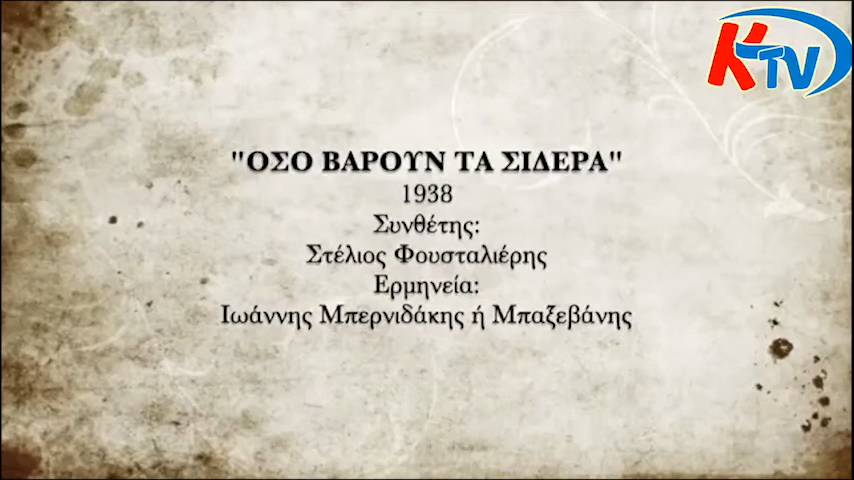 KTV
"ΟΣΟ ΒΑΡΟΥΝ ΤΑ ΣΙΔΕΡΑ"
1938
Συνθέτης:
Στέλιος Φουσταλιέρης
Ερμηνεία:
Ιωάννης Μπερνιδάκης ή Μπαξεβάνης